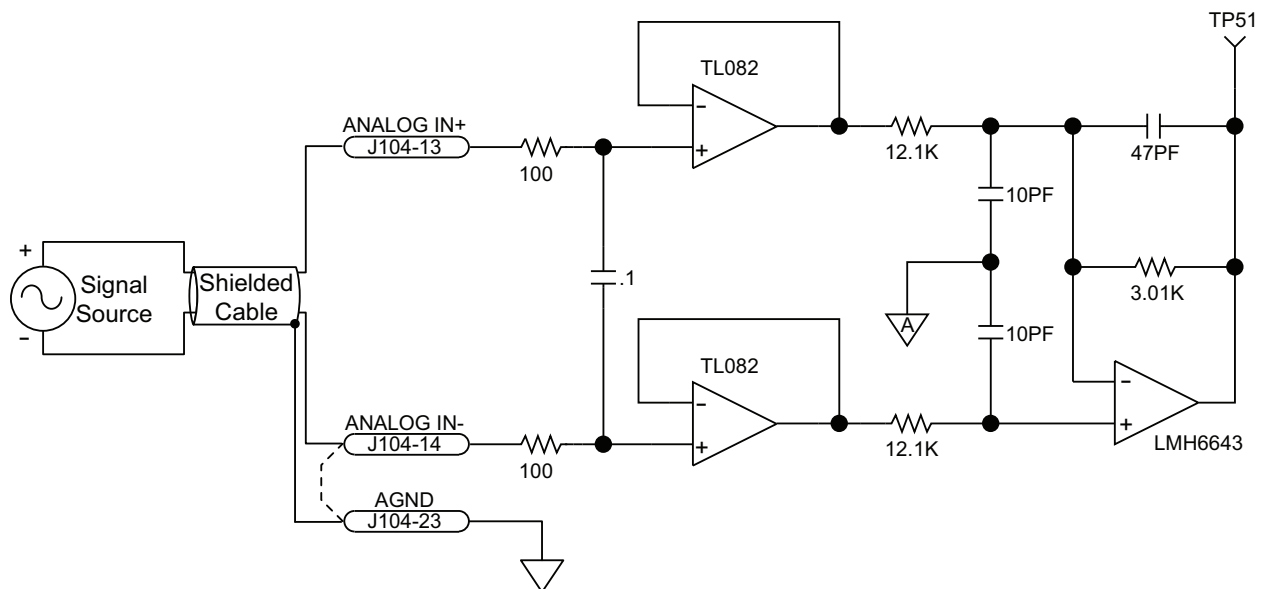 TP51
TL082
-
+
12.1K
47PF
ANALOG IN+
J104-13
100
10PF
+
Signal
Source
-
Shielded
Cable
.1
3.01K
A
10PF
TL082
-
+
12.1K
-
+
LMH6643
ANALOG IN-
J104-14
100
AGND
J104-23